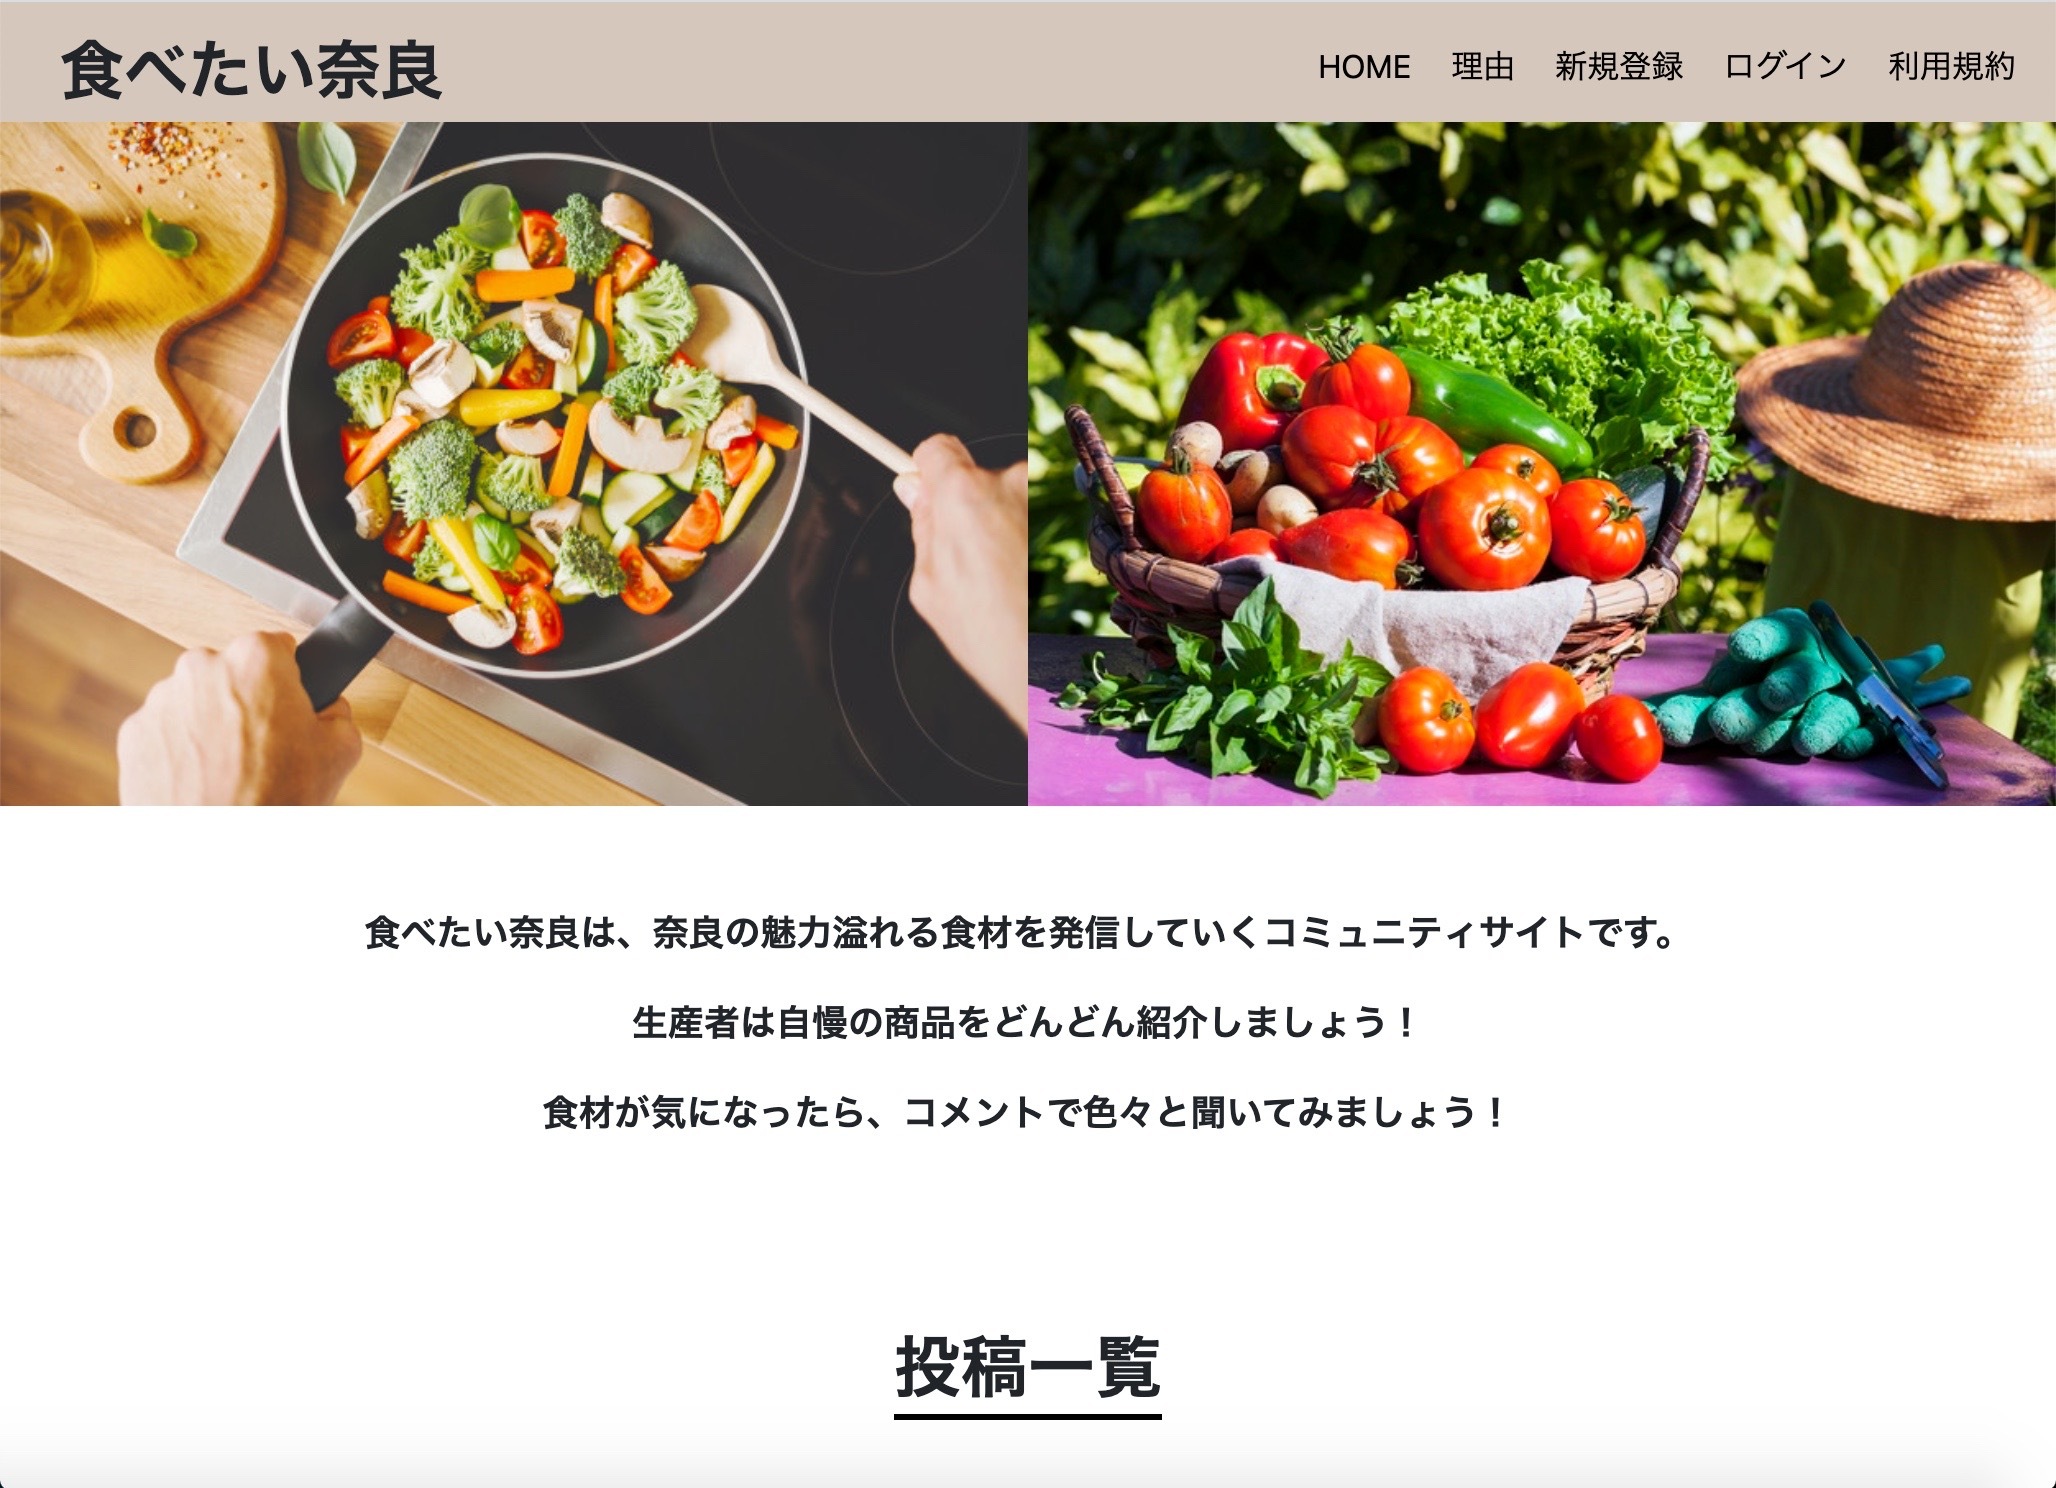 食べたい奈良
HOME 理由 新規登録 ログイン 利用規約
食べたい奈良は、奈良の魅力溢れる食材を発信していくコミュニティサイトです。
生産者は自慢の商品をどんどん紹介しましょう！
食材が気になったら、コメントで色々と聞いてみましょう！
投稿一覧